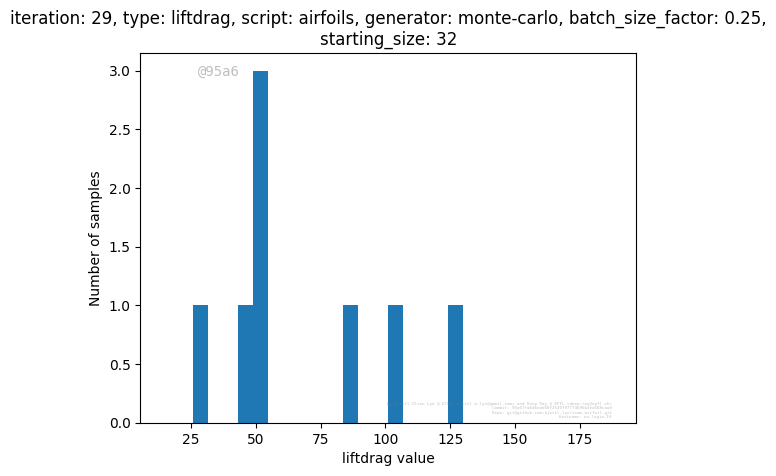 iteration: 29, type: liftdrag, script: airfoils, generator: monte-carlo, batch_size_factor: 0.25,
starting_size: 32
@95a6
3.0
2.5
2.0
1.5
1.0
0.5
0.0
Number of samples
25 50 75 100 125 150 175
liftdrag value